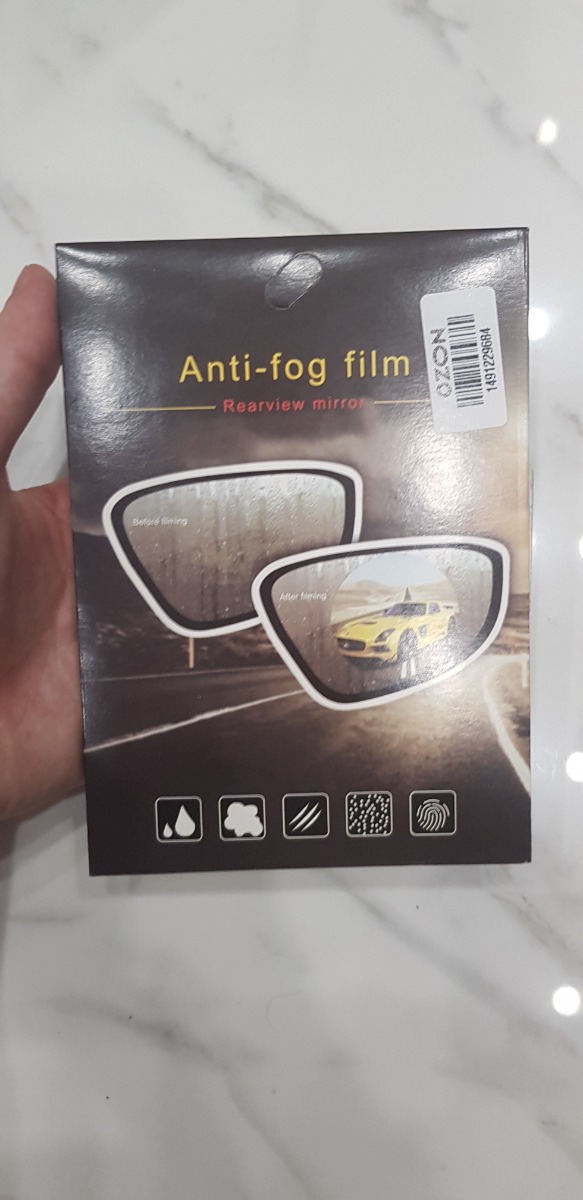 Anti-fog film
Rearview mirror
OZON
1491229684
Before filming
After filming